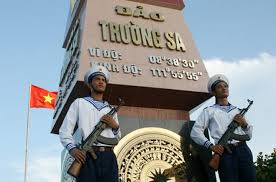 ĐẢO
TRƯỜNG SA
VĨ ĐỘ: 08°38'30"
KINH ĐỘ: 111°55'55"